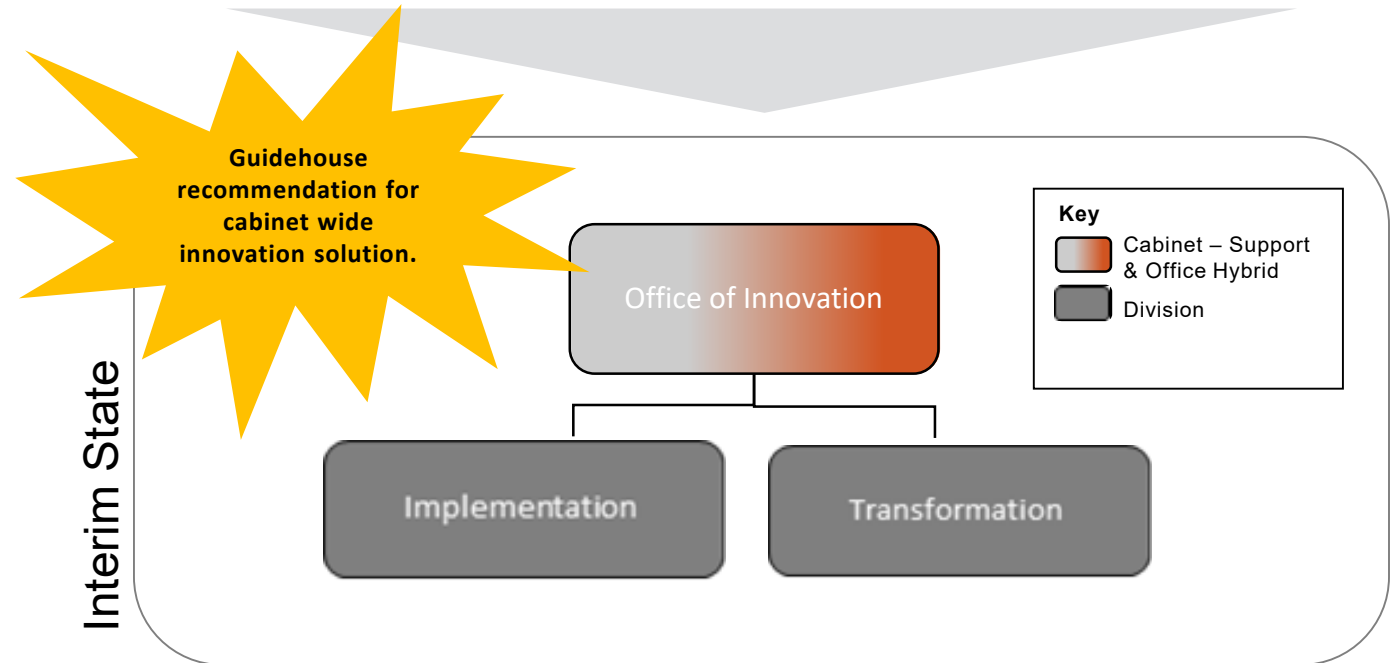 Guidehouse
recommendation for
cabinet wide
innovation solution.
Office of Innovation
Key
Cabinet – Support
& Office Hybrid
Division
Interim State
Implementation
Transformation